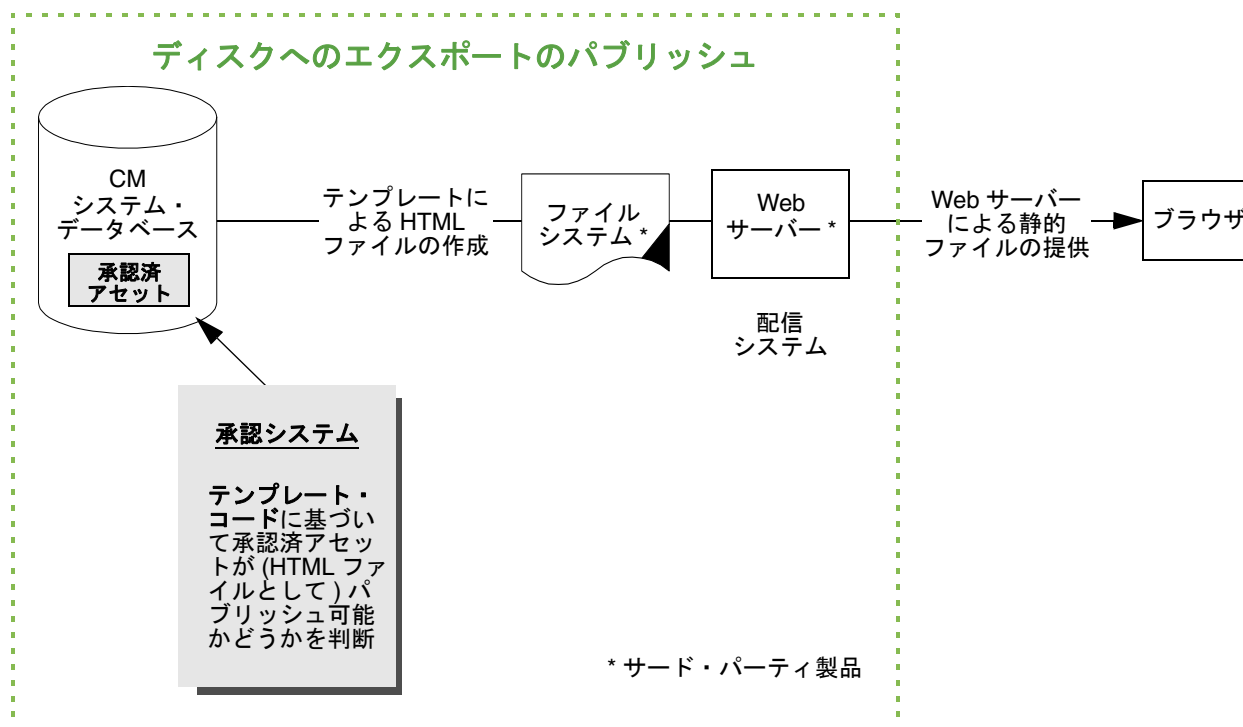 ディスクへのエクスポートのパブリッシュ
CM
システム・
データベース
承認済
アセット
テンプレートに
よる HTML
ファイルの作成
ファイル
システム *
Web
サーバー *
Web サーバー
による静的
ファイルの提供
ブラウザ
配信
システム
承認システム
テンプレート・
コードに基づい
て承認済アセッ
トが (HTML ファ
イルとして ) パ
ブリッシュ可能
かどうかを判断
* サード・パーティ製品